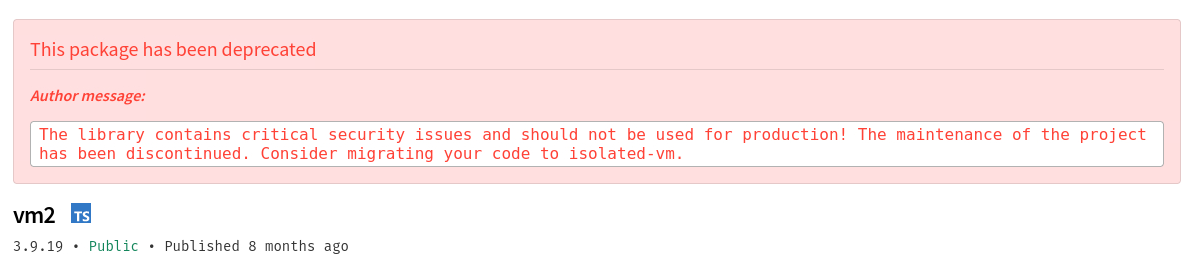 This package has been deprecated
Author message:
The library contains critical security issues and should not be used for production! The maintenance of the project
has been discontinued. Consider migrating your code to isolated-vm.
vm2 TS
3.9.19 • Public • Published 8 months ago